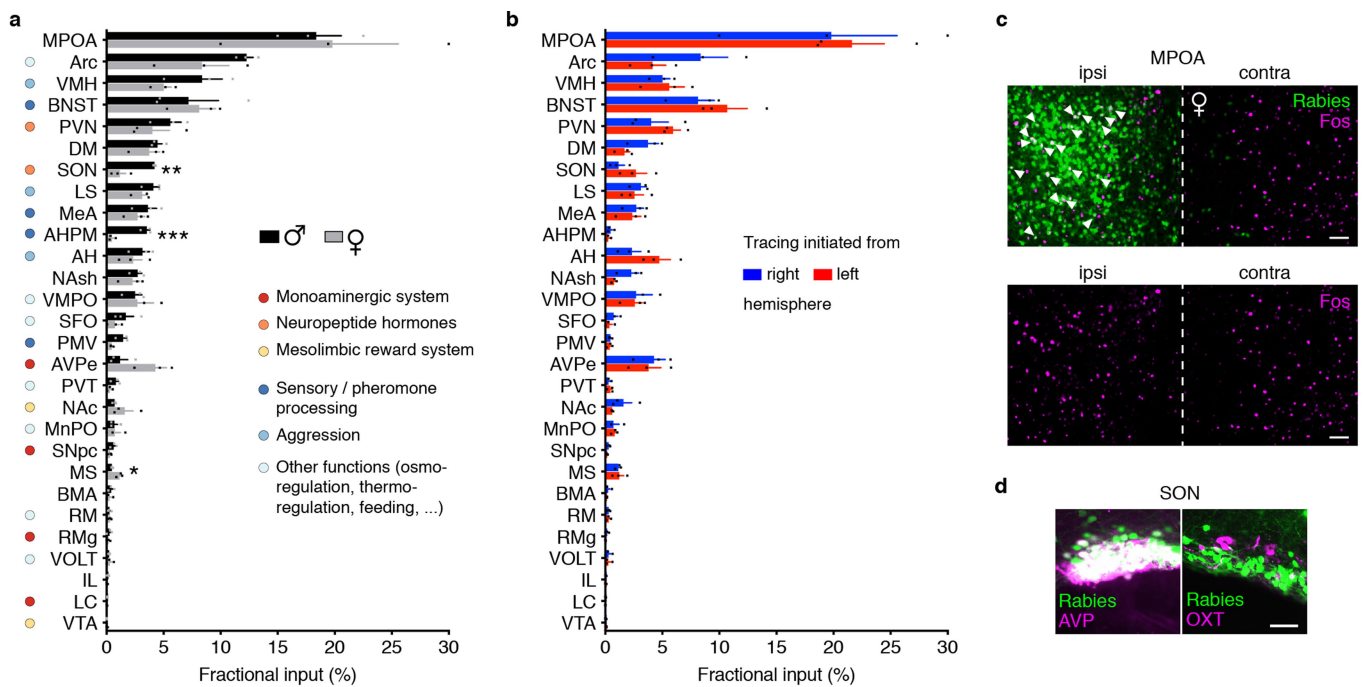 a
MPOA
Arc
VMH
BNST
PVN
DM
SON
**
LS
MeA
AHPM
***
AH
NAsh
VMPO
SFO
PMV
AVPe
PVT
NAc
MnPO
SNpc
MS
*
BMA
RM
RMg
VOLT
IL
LC
VTA
0 5 10 15 20 25 30
Fractional input (%)
♂ ♀
Monoaminergic system
Neuropeptide hormones
Mesolimbic reward system
Sensory / pheromone
processing
Aggression
Other functions (osmo-
regulation, thermo-
regulation, feeding, ...)
b
MPOA
Arc
VMH
BNST
PVN
DM
SON
LS
MeA
AHPM
AH
NAsh
VMPO
SFO
PMV
AVPe
PVT
NAc
MnPO
SNpc
MS
BMA
RM
RMg
VOLT
IL
LC
VTA
0 5 10 15 20 25 30
Fractional input (%)
Tracing initiated from
right left
hemisphere
c
MPOA
ipsi contra
♀ Rabies
Fos
ipsi contra
Fos
d
SON
Rabies
AVP
Rabies
OXT